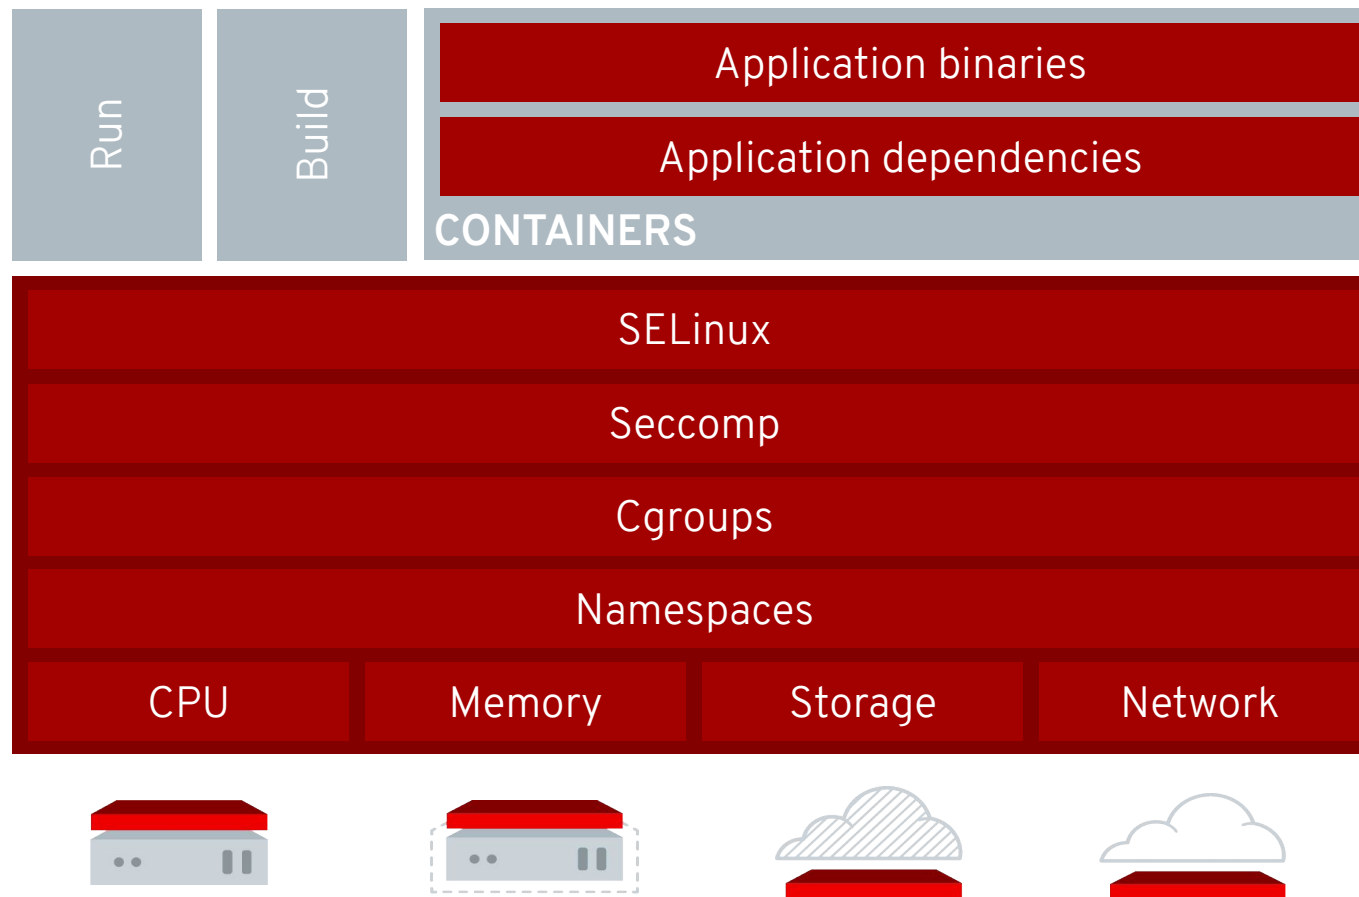 Run
Build
Application binaries
Application dependencies
CONTAINERS
SELinux
Seccomp
Cgroups
Namespaces
CPU
Memory
Storage
Network